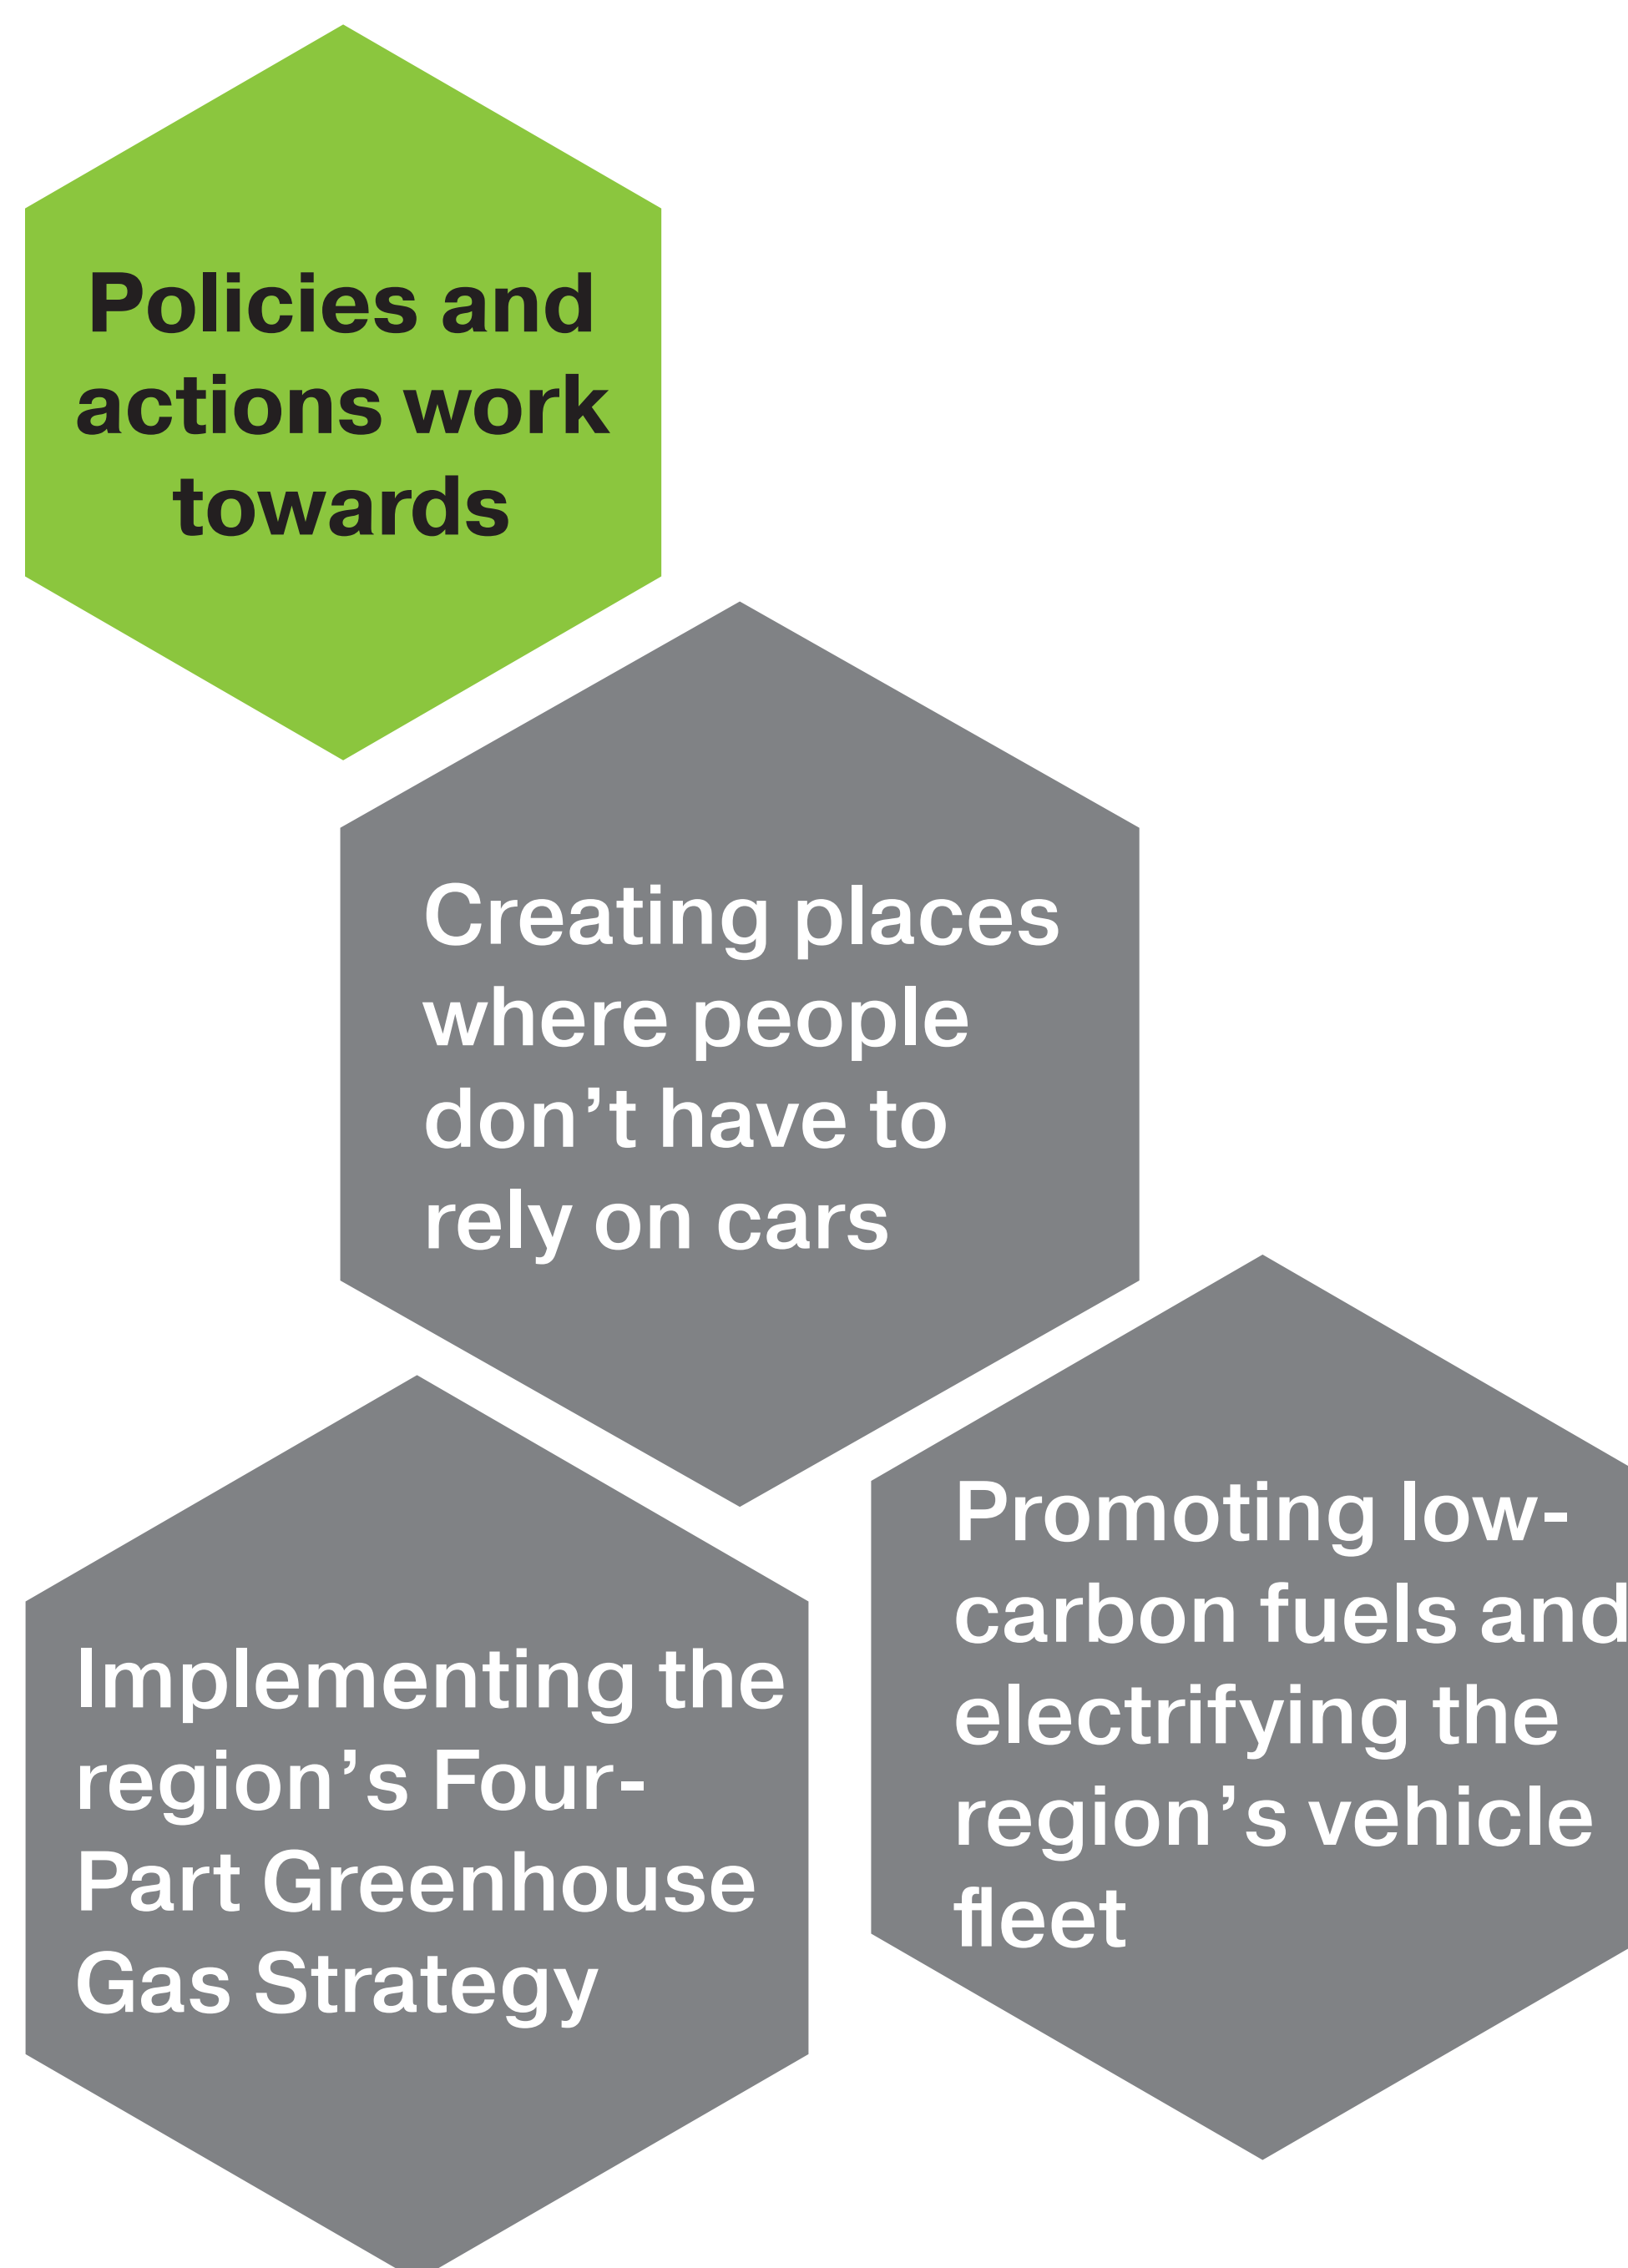 Policies and
actions work
towards
Creating places
where people
don’t have to
rely on cars
Implementing the
region’s Four-
Part Greenhouse
Gas Strategy
Promoting low-
carbon fuels and
electrifying the
region’s vehicle
fleet